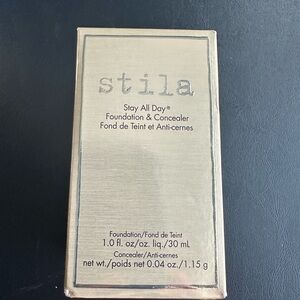 stila
Stay All Day®
Foundation & Concealer
Fond de Teint et Anti-cernes
Foundation/Fond de Teint
1.0 fl. oz/oz. liq./30 mL
Concealer/Anti-cernes
net wt./poids net 0.04 oz./1.15 g